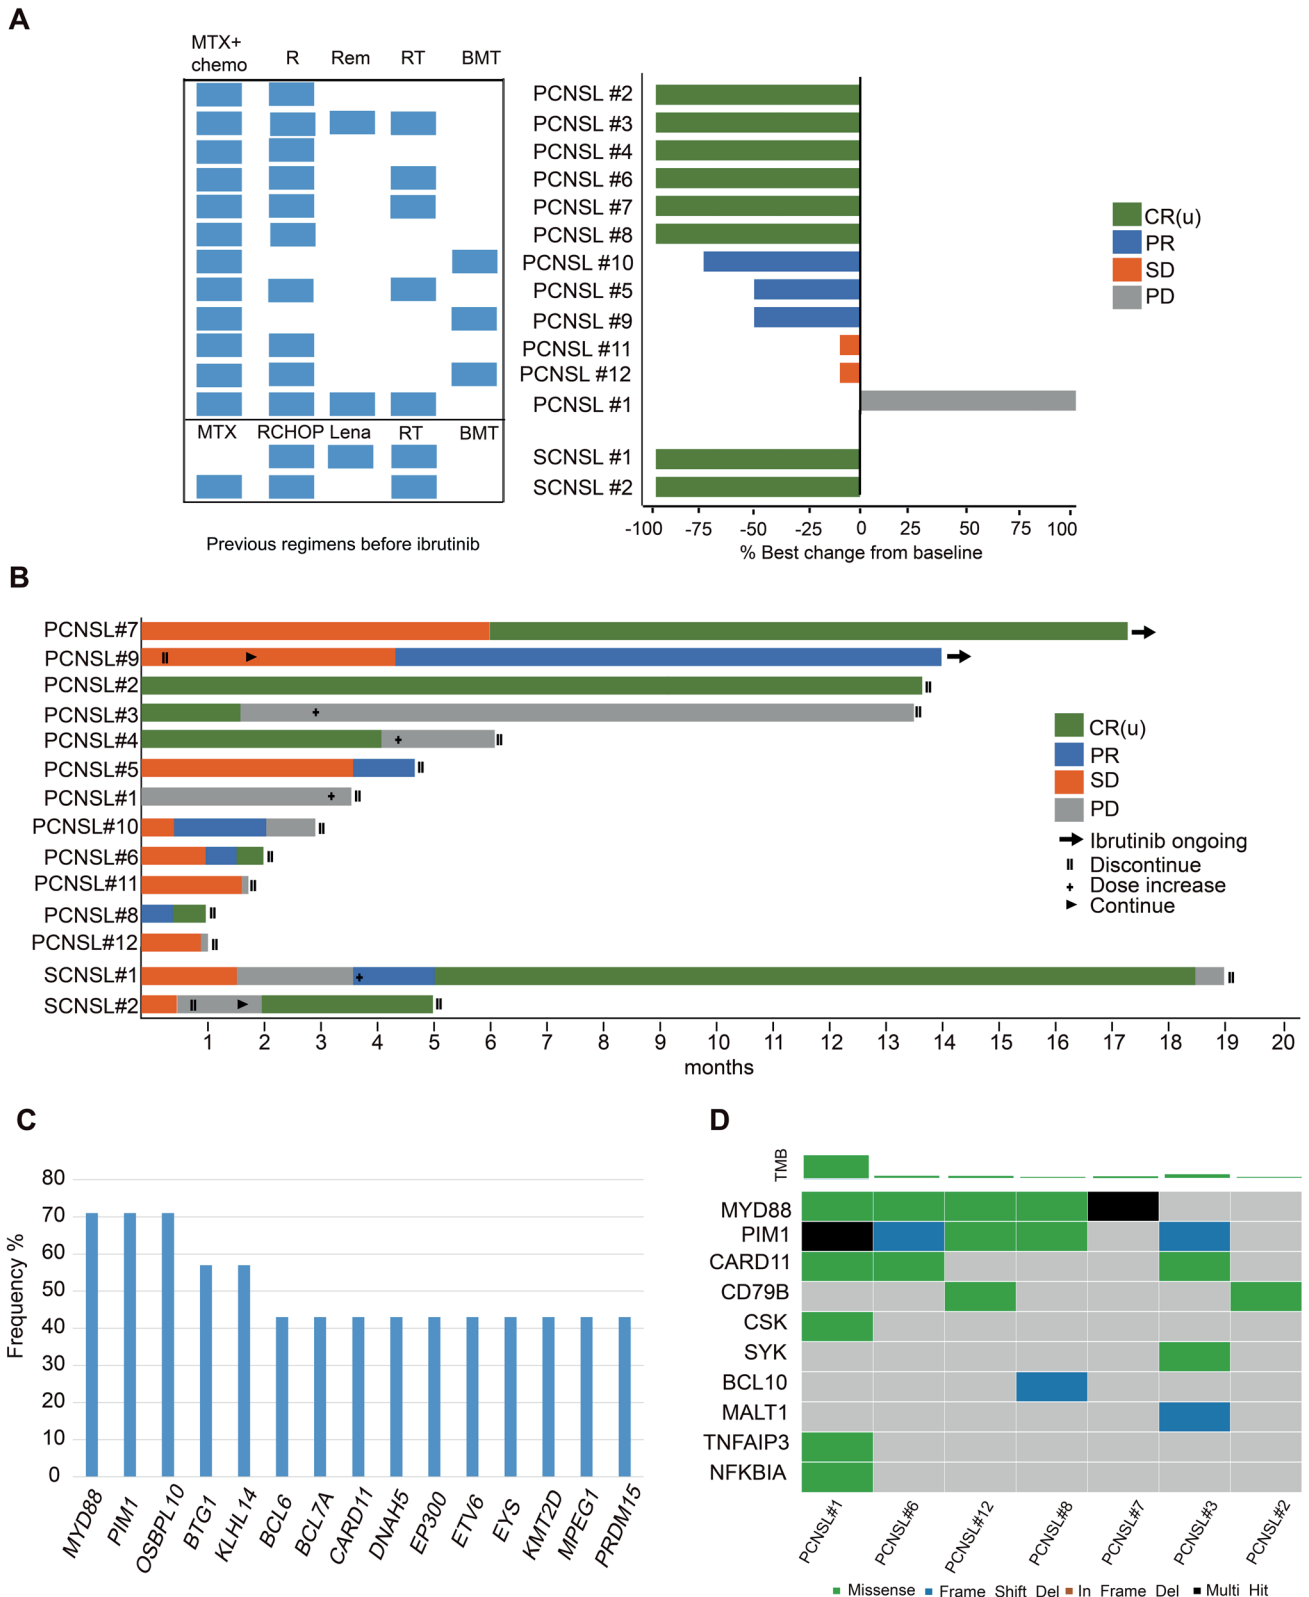 A
MTX+
chemo R Rem RT BMT
PCNSL #2
PCNSL #3
PCNSL #4
PCNSL #6
PCNSL #7
PCNSL #8
PCNSL #10
PCNSL #5
PCNSL #9
PCNSL #11
PCNSL #12
PCNSL #1
MTX RCHOP Lena RT BMT
SCNSL #1
SCNSL #2
CR(u)
PR
SD
PD
-100 -75 -50 -25 0 25 50 75 100
% Best change from baseline
Previous regimens before ibrutinib
B
PCNSL#7
PCNSL#9
PCNSL#2
PCNSL#3
PCNSL#4
PCNSL#5
PCNSL#1
PCNSL#10
PCNSL#6
PCNSL#11
PCNSL#8
PCNSL#12
SCNSL#1
SCNSL#2
CR(u)
PR
SD
PD
Ibrutinib ongoing
Discontinue
Dose increase
Continue
1 2 3 4 5 6 7 8 9 10 11 12 13 14 15 16 17 18 19 20
months
C
Frequency %
80
70
60
50
40
30
20
10
0
MYD88 PIM1 OSBPL10 BTG1 KLHL14 BCL6 BCL7A CARD11 DNAH5 EP300 ETV6 EYS KMT2D MPEG1 PRDM15
D
TMB
MYD88
PIM1
CARD11
CD79B
CSK
SYK
BCL10
MALT1
TNFAIP3
NFKBIA
PCNSL#1 PCNSL#6 PCNSL#12 PCNSL#8 PCNSL#7 PCNSL#3 PCNSL#2
Missense Frame Shift Del In Frame Del Multi Hit